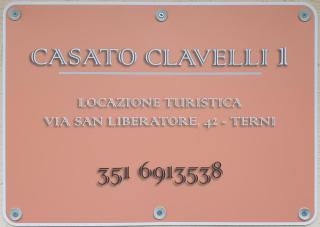 CASATO CLAVELLI 1
LOCAZIONE TURISTICA
VIA SAN LIBERATORE, 42 - TERNI
351 6913538